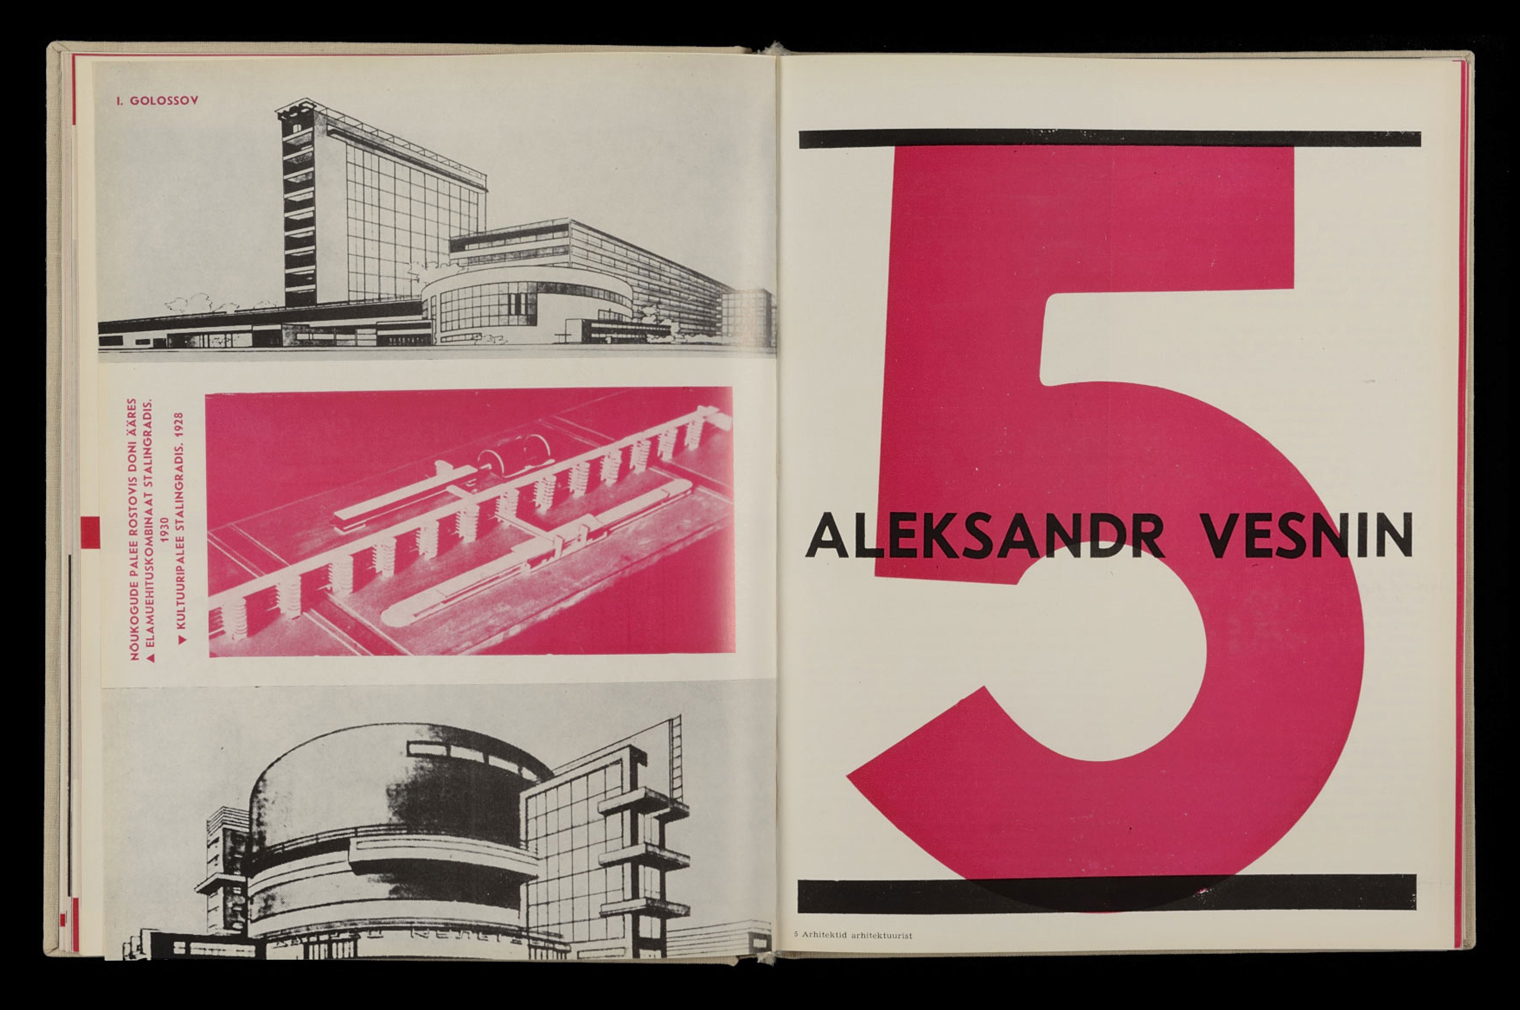 I. GOLOSSOV
NÕUKOGUDE PALEE ROSTOVIS DONI ÄÄRES
▲ ELAMUEHITUSKOMBINAAT STALINGRADIS.
1930
▼ KULTUURIPALEE STALINGRADIS. 1928
5
ALEKSANDR VESNIN
5 Arhitektid arhitektuurist